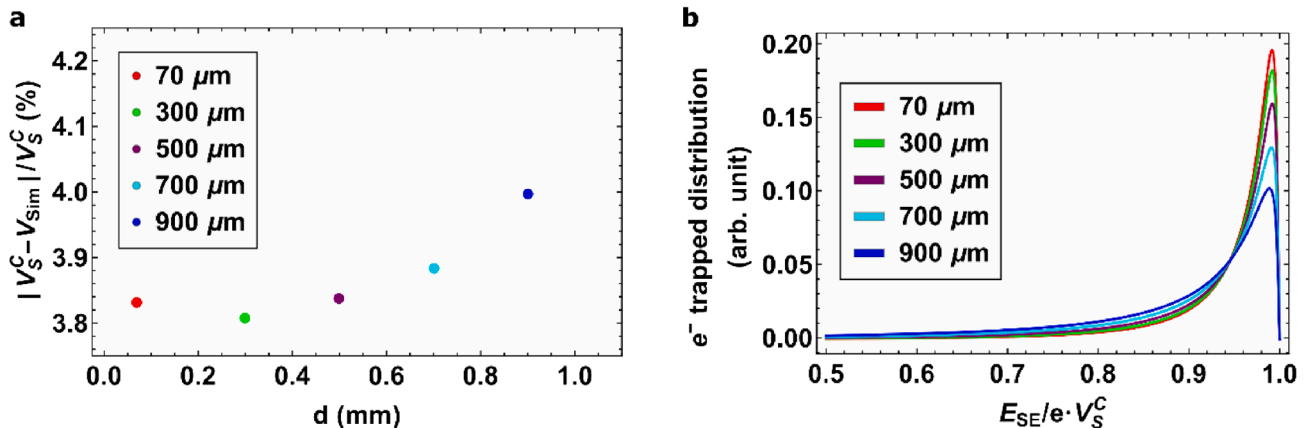 a
| V_S^C − V_Sim | / V_S^C (%)
4.2
4.1
4.0
3.9
3.8
70 μm
300 μm
500 μm
700 μm
900 μm
0.0 0.2 0.4 0.6 0.8 1.0
d (mm)
b
e⁻ trapped distribution
(arb. unit)
0.20
0.15
0.10
0.05
0.00
70 μm
300 μm
500 μm
700 μm
900 μm
0.5 0.6 0.7 0.8 0.9 1.0
E_SE/e· V_S^C